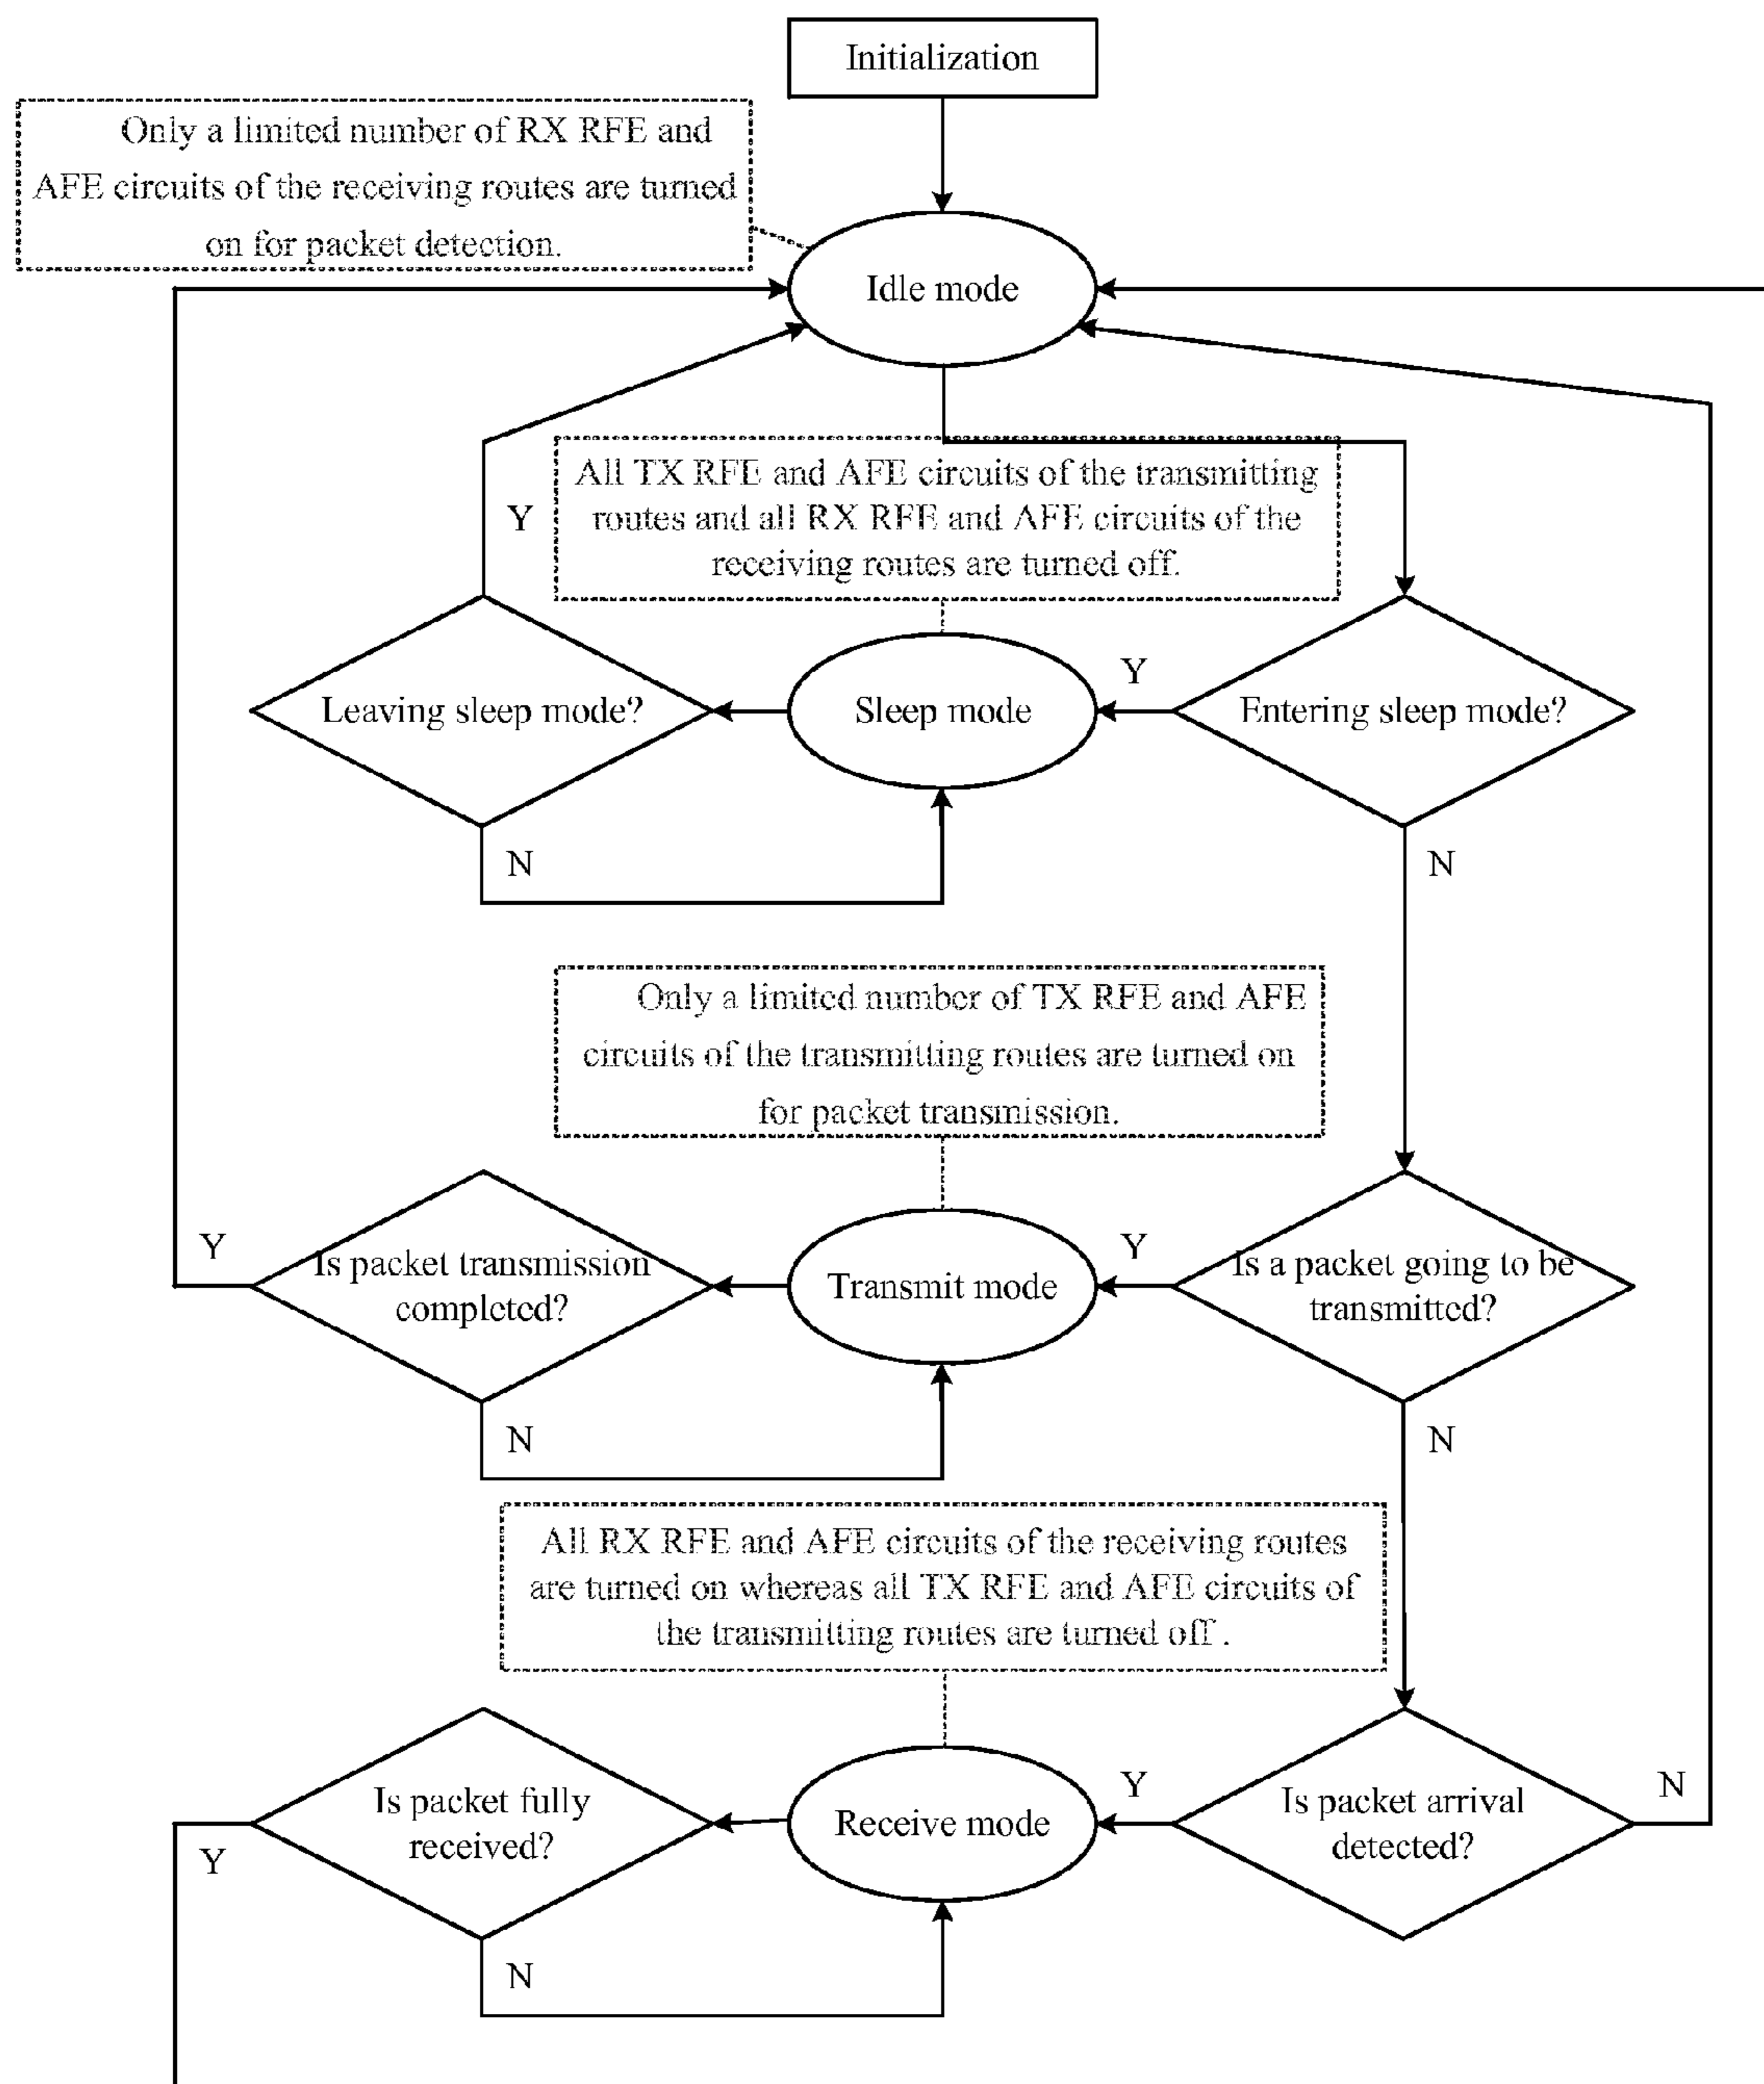 Initialization
Only a limited number of RX RFE and
AFE circuits of the receiving routes are turned
on for packet detection.
Idle mode
All TX RFE and AFE circuits of the transmitting
routes and all RX RFE and AFE circuits of the
receiving routes are turned off.
Y
Leaving sleep mode?
Sleep mode
Y
Entering sleep mode?
N
N
Only a limited number of TX RFE and AFE
circuits of the transmitting routes are turned on
for packet transmission.
Y
Is packet transmission
completed?
Transmit mode
Y
Is a packet going to be
transmitted?
N
N
All RX RFE and AFE circuits of the receiving routes
are turned on whereas all TX RFE and AFE circuits of
the transmitting routes are turned off .
Y
Is packet fully
received?
Receive mode
Y
Is packet arrival
detected?
N
N